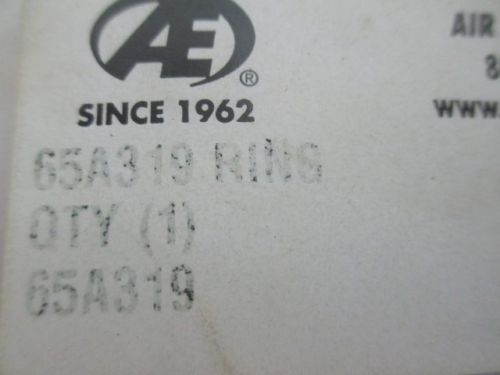 AE®
AIR
SINCE 1962
www.
65A319 RING
QTY (1)
65A319